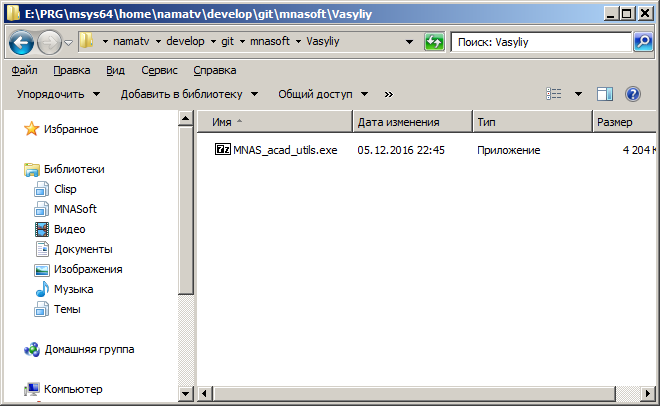 E:\PRG\msys64\home\namatv\develop\git\mnasoft\Vasyliy
namatv develop git mnasoft Vasyliy Поиск: Vasyliy
Файл Правка Вид Сервис Справка
Упорядочить Добавить в библиотеку Общий доступ »
Избранное
Библиотеки
Clisp
MNASoft
Видео
Документы
Изображения
Музыка
Темы
Домашняя группа
Компьютер
Имя Дата изменения Тип Размер
7z MNAS_acad_utils.exe 05.12.2016 22:45 Приложение 4 204